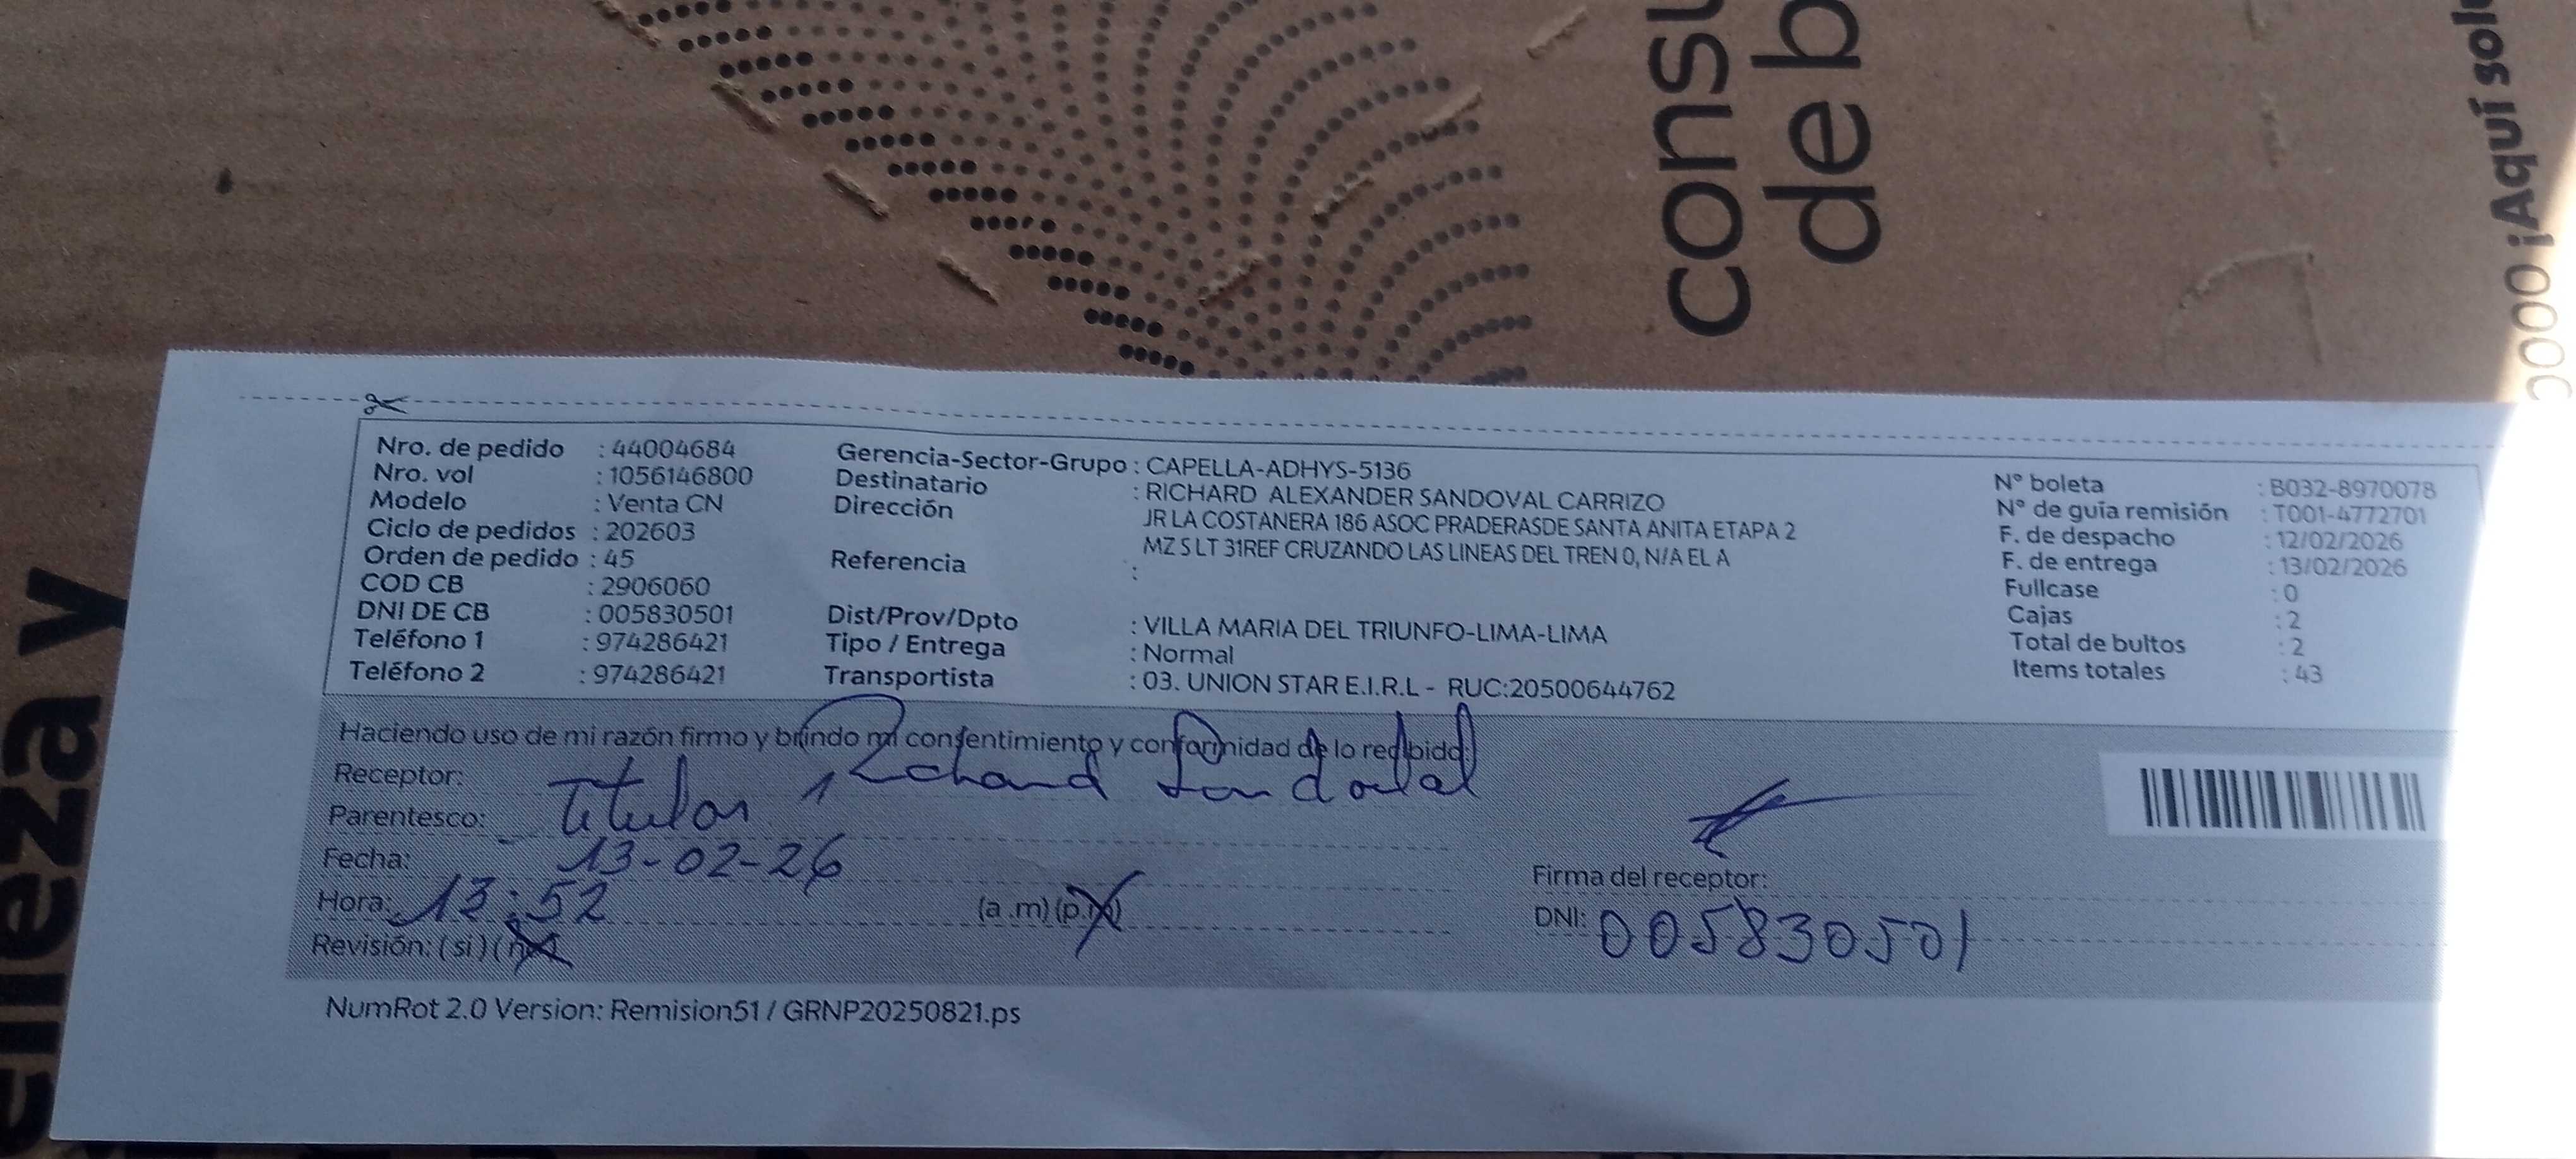 consu
de b
¡Aquí solu
elleza y
Nro. de pedido : 44004684
Nro. vol : 1056146800
Modelo : Venta CN
Ciclo de pedidos : 202603
Orden de pedido : 45
COD CB : 2906060
DNI DE CB : 005830501
Teléfono 1 : 974286421
Teléfono 2 : 974286421
Gerencia-Sector-Grupo : CAPELLA-ADHYS-5136
Destinatario : RICHARD ALEXANDER SANDOVAL CARRIZO
Dirección JR LA COSTANERA 186 ASOC PRADERASDE SANTA ANITA ETAPA 2
MZ S LT 31REF CRUZANDO LAS LINEAS DEL TREN 0, N/A EL A
Referencia :
Dist/Prov/Dpto : VILLA MARIA DEL TRIUNFO-LIMA-LIMA
Tipo / Entrega : Normal
Transportista : 03. UNION STAR E.I.R.L - RUC:20500644762
N° boleta : B032-8970078
N° de guía remisión : T001-4772701
F. de despacho : 12/02/2026
F. de entrega : 13/02/2026
Fullcase : 0
Cajas : 2
Total de bultos : 2
Items totales : 43
Haciendo uso de mi razón firmo y brindo mi consentimiento y conformidad de lo recibido:
Receptor: Richard Sandoval
Parentesco: Titular
Fecha: 13-02-26
Hora: 13:52 (a .m) (p.m)
Revisión: ( si ) ( no )
Firma del receptor:
DNI: 005830501
NumRot 2.0 Version: Remision51 / GRNP20250821.ps